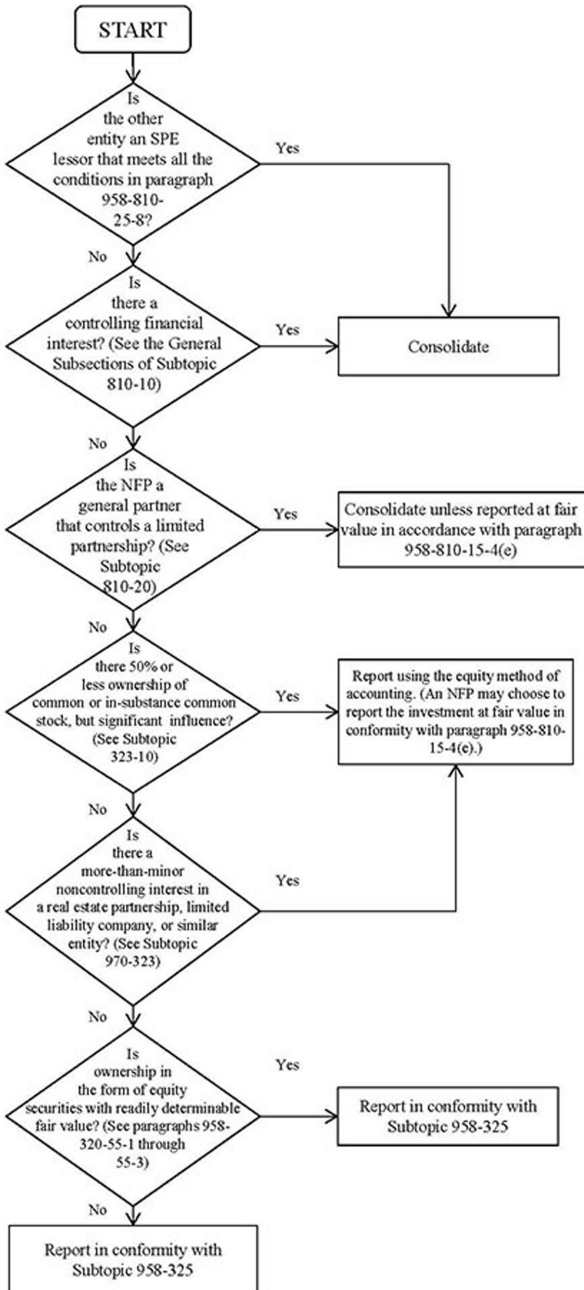 START
Is
the other
entity an SPE
lessor that meets all the
conditions in paragraph
958-810-
25-8?
Yes
No
Is
there a
controlling financial
interest? (See the General
Subsections of Subtopic
810-10)
Yes
Consolidate
No
Is
the NFP a
general partner
that controls a limited
partnership? (See
Subtopic
810-20)
Consolidate unless reported at fair
value in accordance with paragraph
958-810-15-4(e)
No
Is
there 50% or
less ownership of
common or in-substance common
stock, but significant influence?
(See Subtopic
323-10)
Yes
Report using the equity method of
accounting. (An NFP may choose to
report the investment at fair value in
conformity with paragraph 958-810-
15-4(e).)
No
Is
there a
more-than-minor
noncontrolling interest in
a real estate partnership, limited
liability company, or similar
entity? (See Subtopic
970-323)
Yes
No
Is
ownership in
the form of equity
securities with readily determinable
fair value? (See paragraphs 958-
320-55-1 through
55-3)
Yes
Report in conformity with
Subtopic 958-325
No
Report in conformity with
Subtopic 958-325